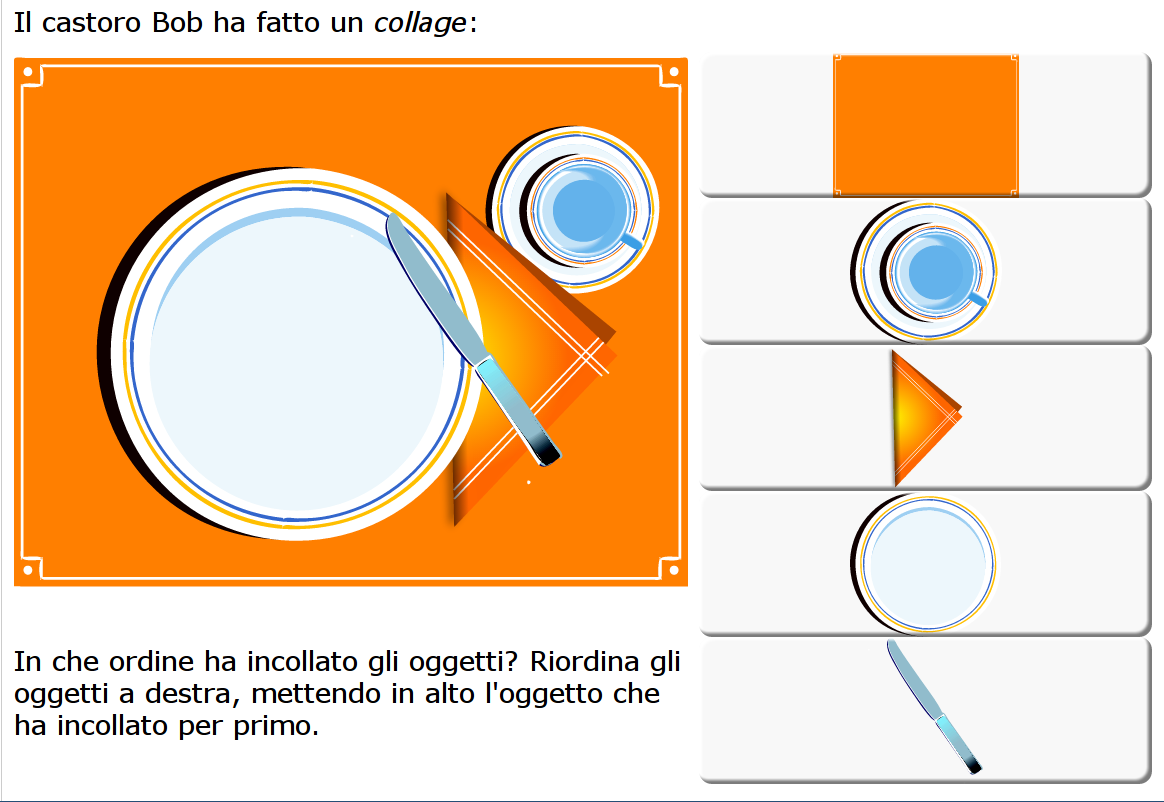 Il castoro Bob ha fatto un collage:
In che ordine ha incollato gli oggetti? Riordina gli
oggetti a destra, mettendo in alto l'oggetto che
ha incollato per primo.